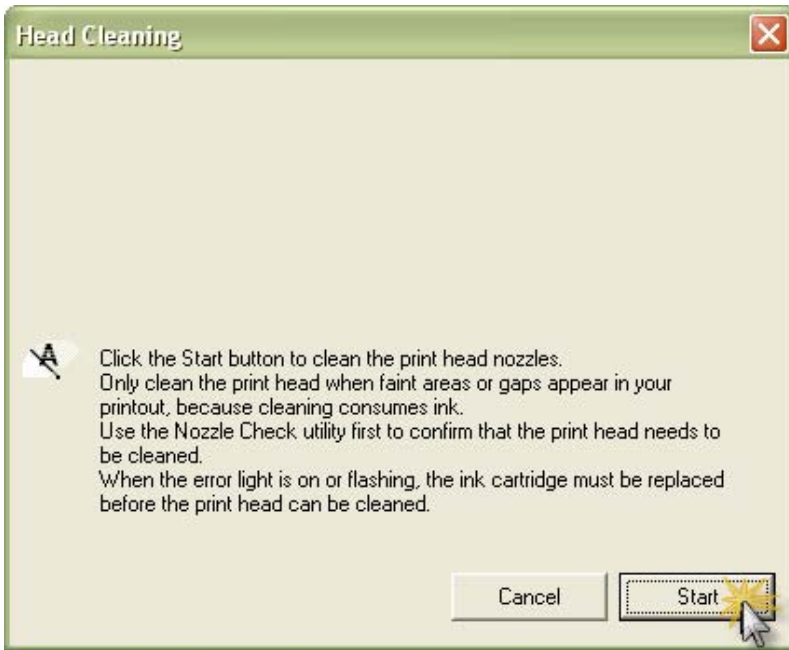 Head Cleaning
Click the Start button to clean the print head nozzles.
Only clean the print head when faint areas or gaps appear in your
printout, because cleaning consumes ink.
Use the Nozzle Check utility first to confirm that the print head needs to
be cleaned.
When the error light is on or flashing, the ink cartridge must be replaced
before the print head can be cleaned.
Cancel
Start